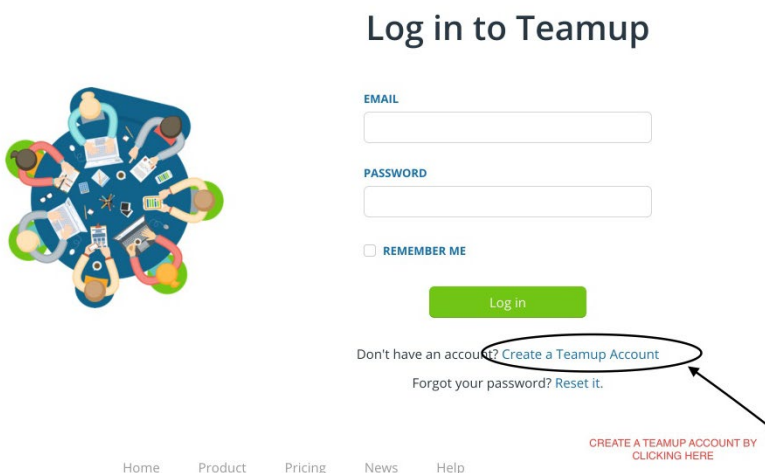 Log in to Teamup
EMAIL
PASSWORD
REMEMBER ME
Log in
Don't have an account? Create a Teamup Account
Forgot your password? Reset it.
CREATE A TEAMUP ACCOUNT BY
CLICKING HERE
Home Product Pricing News Help